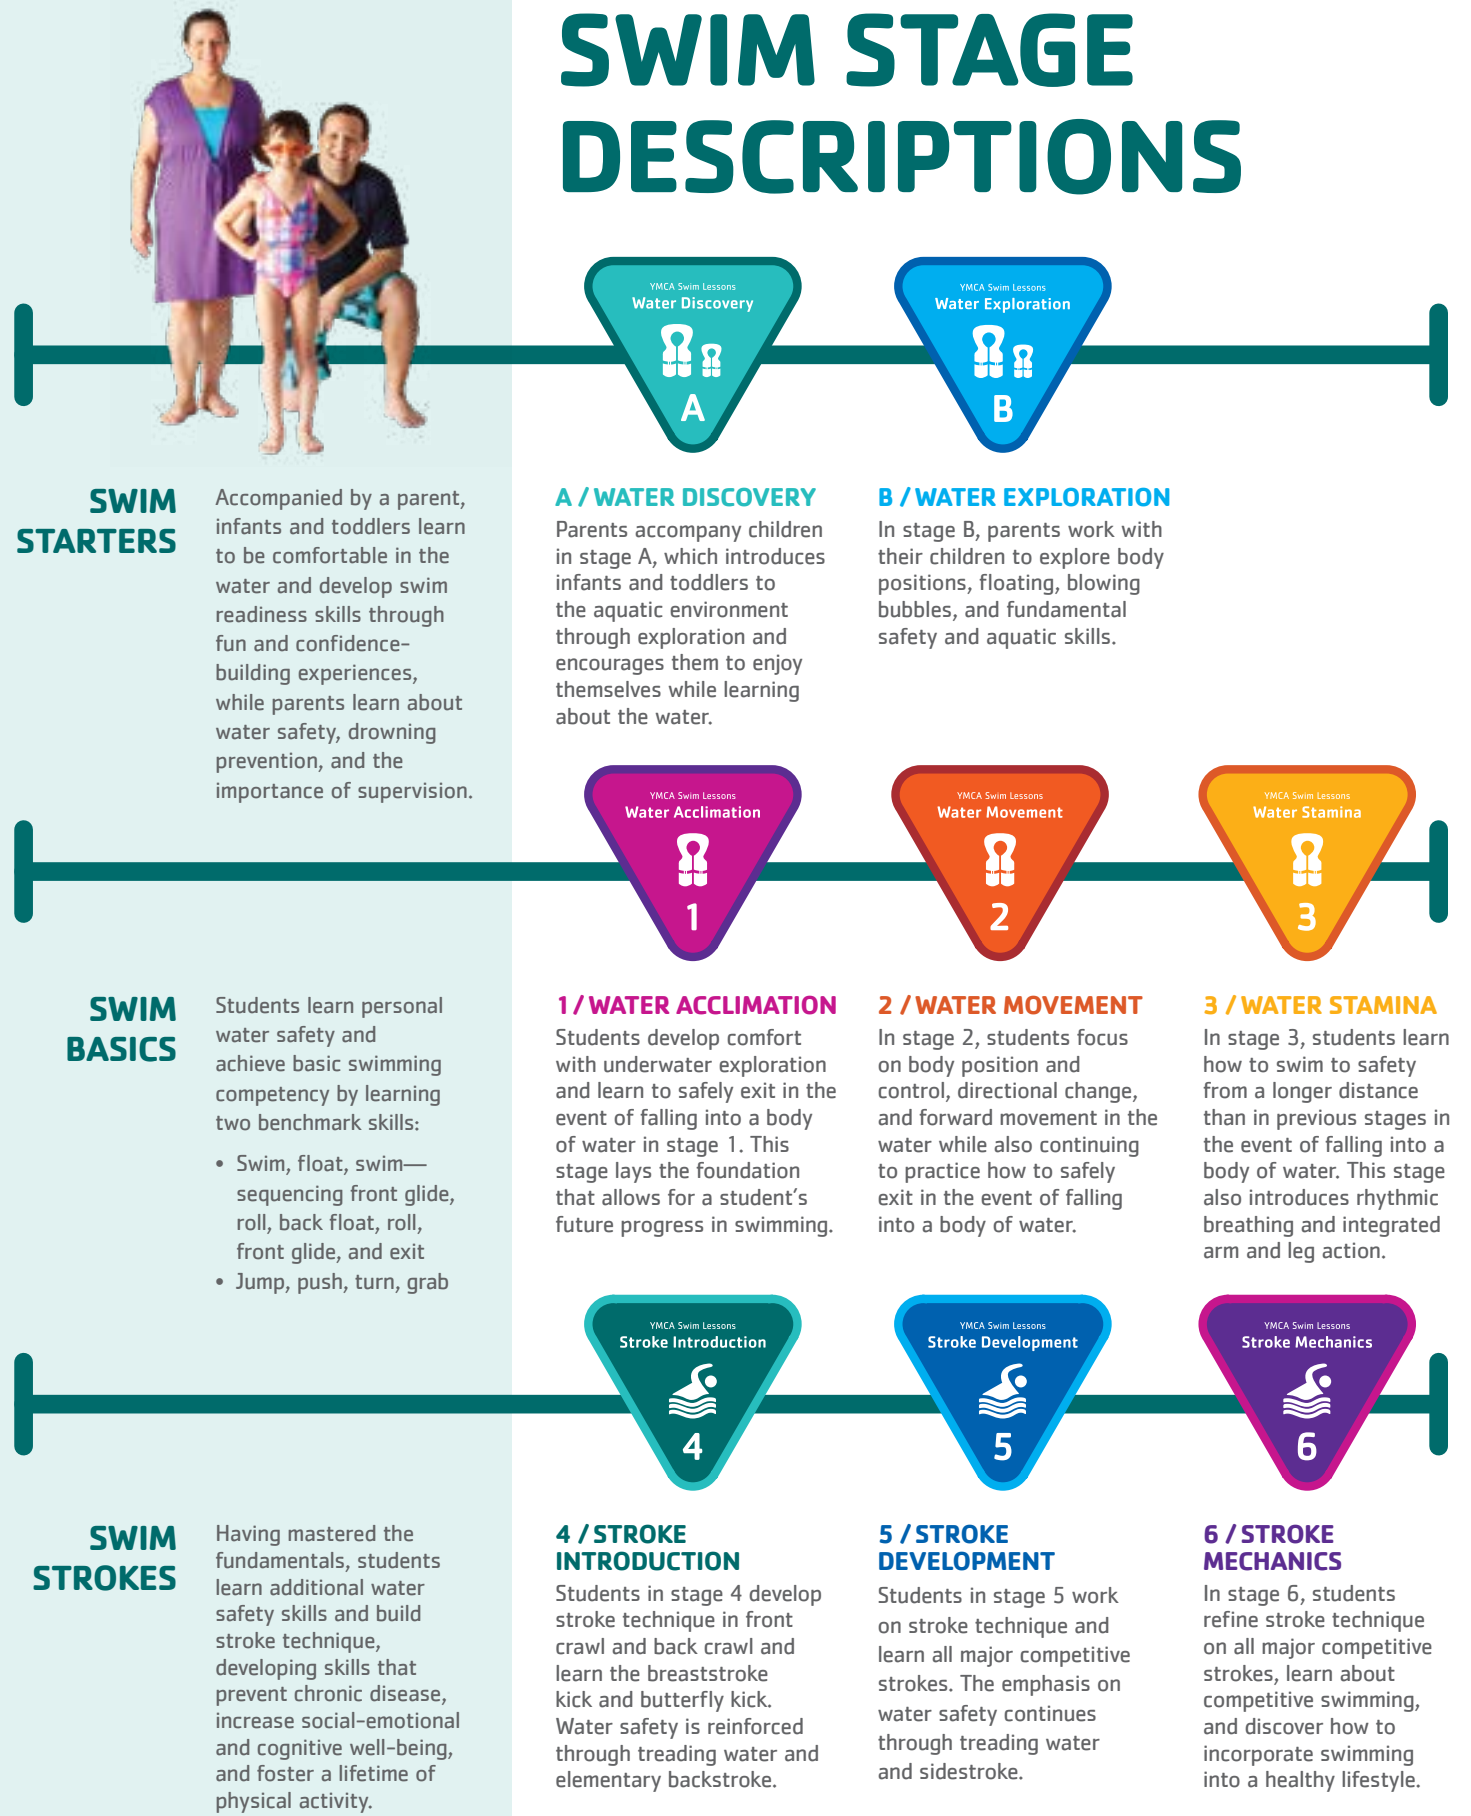 SWIM STAGE
DESCRIPTIONS
YMCA Swim Lessons
Water Discovery
A
YMCA Swim Lessons
Water Exploration
B
SWIM
STARTERS
Accompanied by a parent,
infants and toddlers learn
to be comfortable in the
water and develop swim
readiness skills through
fun and confidence-
building experiences,
while parents learn about
water safety, drowning
prevention, and the
importance of supervision.
A / WATER DISCOVERY
Parents accompany children
in stage A, which introduces
infants and toddlers to
the aquatic environment
through exploration and
encourages them to enjoy
themselves while learning
about the water.
B / WATER EXPLORATION
In stage B, parents work with
their children to explore body
positions, floating, blowing
bubbles, and fundamental
safety and aquatic skills.
YMCA Swim Lessons
Water Acclimation
1
YMCA Swim Lessons
Water Movement
2
YMCA Swim Lessons
Water Stamina
3
SWIM
BASICS
Students learn personal
water safety and
achieve basic swimming
competency by learning
two benchmark skills:
• Swim, float, swim—
sequencing front glide,
roll, back float, roll,
front glide, and exit
• Jump, push, turn, grab
1 / WATER ACCLIMATION
Students develop comfort
with underwater exploration
and learn to safely exit in the
event of falling into a body
of water in stage 1. This
stage lays the foundation
that allows for a student's
future progress in swimming.
2 / WATER MOVEMENT
In stage 2, students focus
on body position and
control, directional change,
and forward movement in the
water while also continuing
to practice how to safely
exit in the event of falling
into a body of water.
3 / WATER STAMINA
In stage 3, students learn
how to swim to safety
from a longer distance
than in previous stages in
the event of falling into a
body of water. This stage
also introduces rhythmic
breathing and integrated
arm and leg action.
YMCA Swim Lessons
Stroke Introduction
4
YMCA Swim Lessons
Stroke Development
5
YMCA Swim Lessons
Stroke Mechanics
6
SWIM
STROKES
Having mastered the
fundamentals, students
learn additional water
safety skills and build
stroke technique,
developing skills that
prevent chronic disease,
increase social-emotional
and cognitive well-being,
and foster a lifetime of
physical activity.
4 / STROKE
INTRODUCTION
Students in stage 4 develop
stroke technique in front
crawl and back crawl and
learn the breaststroke
kick and butterfly kick.
Water safety is reinforced
through treading water and
elementary backstroke.
5 / STROKE
DEVELOPMENT
Students in stage 5 work
on stroke technique and
learn all major competitive
strokes. The emphasis on
water safety continues
through treading water
and sidestroke.
6 / STROKE
MECHANICS
In stage 6, students
refine stroke technique
on all major competitive
strokes, learn about
competitive swimming,
and discover how to
incorporate swimming
into a healthy lifestyle.